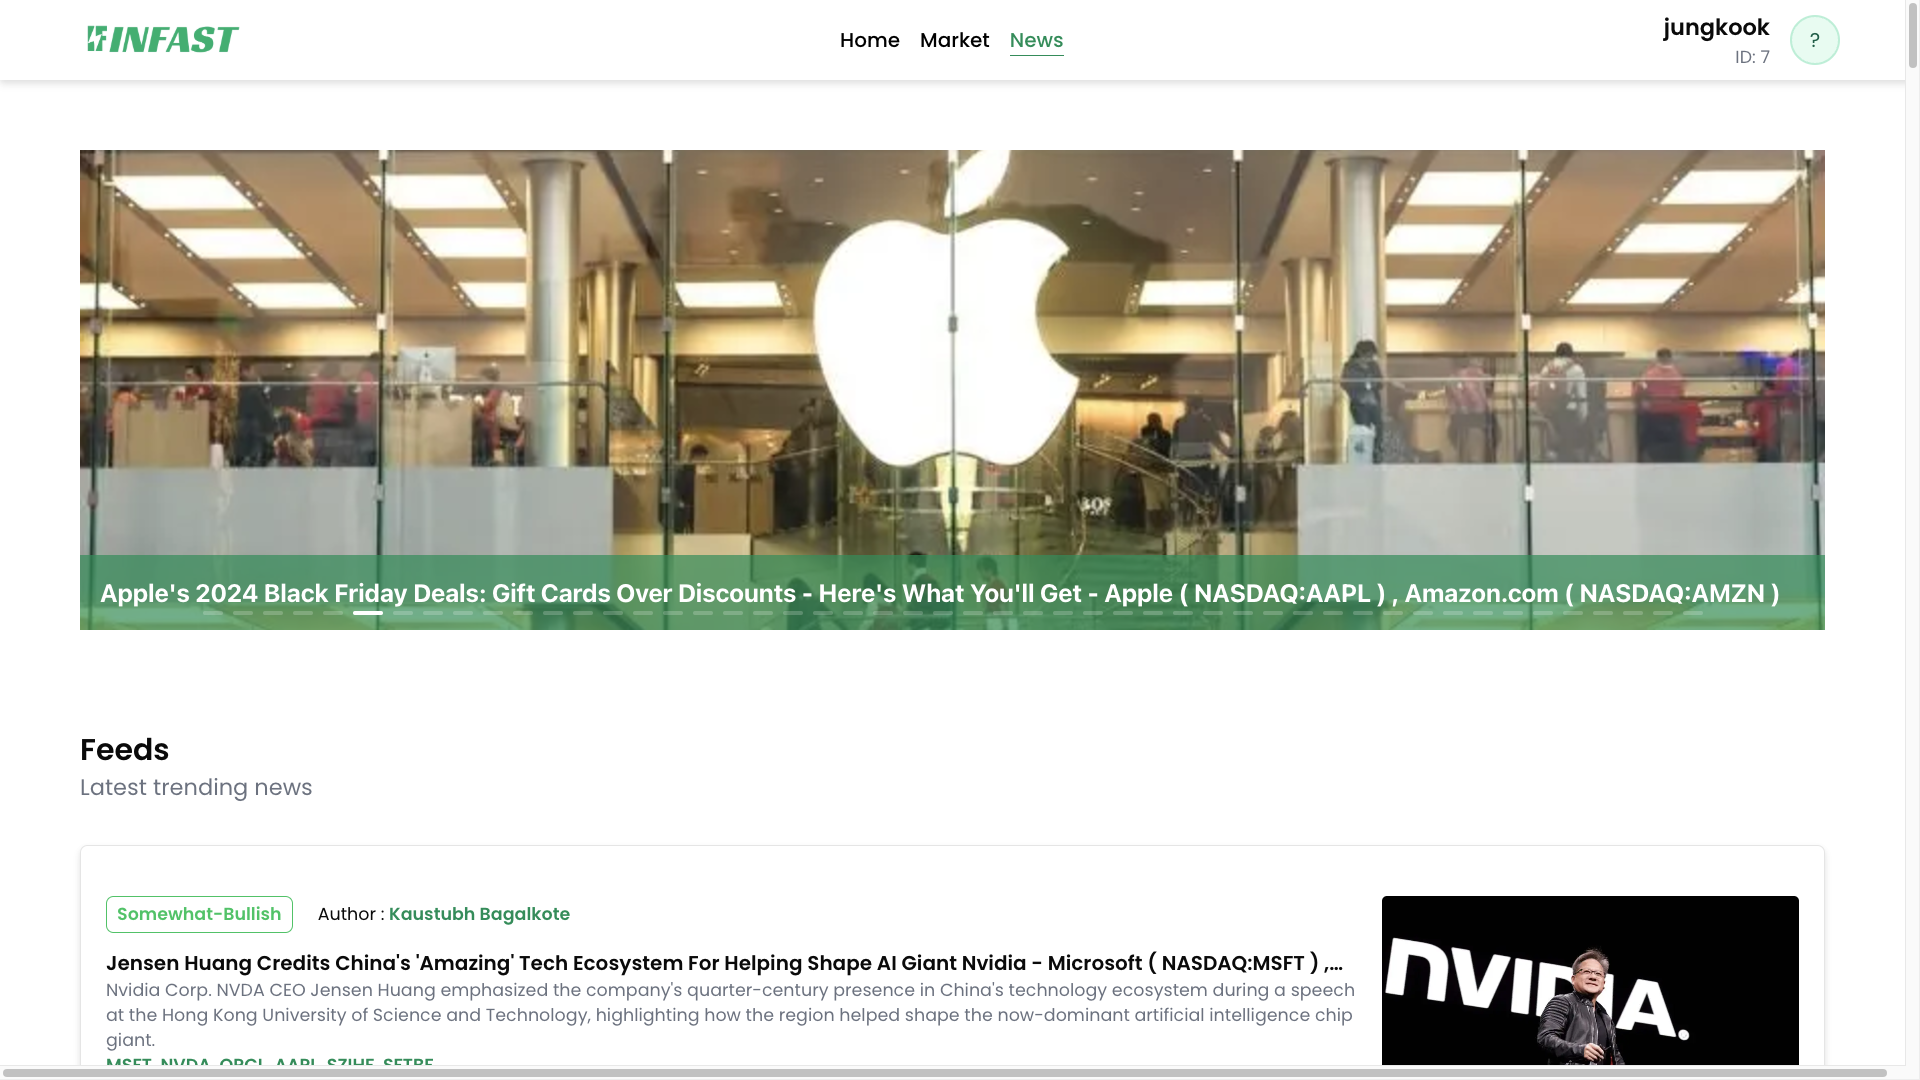 FINFAST
Home Market News
jungkook
ID: 7
?
Apple's 2024 Black Friday Deals: Gift Cards Over Discounts - Here's What You'll Get - Apple ( NASDAQ:AAPL ) , Amazon.com ( NASDAQ:AMZN )
Feeds
Latest trending news
Somewhat-Bullish Author : Kaustubh Bagalkote
Jensen Huang Credits China's 'Amazing' Tech Ecosystem For Helping Shape AI Giant Nvidia - Microsoft ( NASDAQ:MSFT ) ,...
Nvidia Corp. NVDA CEO Jensen Huang emphasized the company's quarter-century presence in China's technology ecosystem during a speech
at the Hong Kong University of Science and Technology, highlighting how the region helped shape the now-dominant artificial intelligence chip
giant.
MSFT, NVDA, ORCL, AAPL, SZIHF, SFTBF